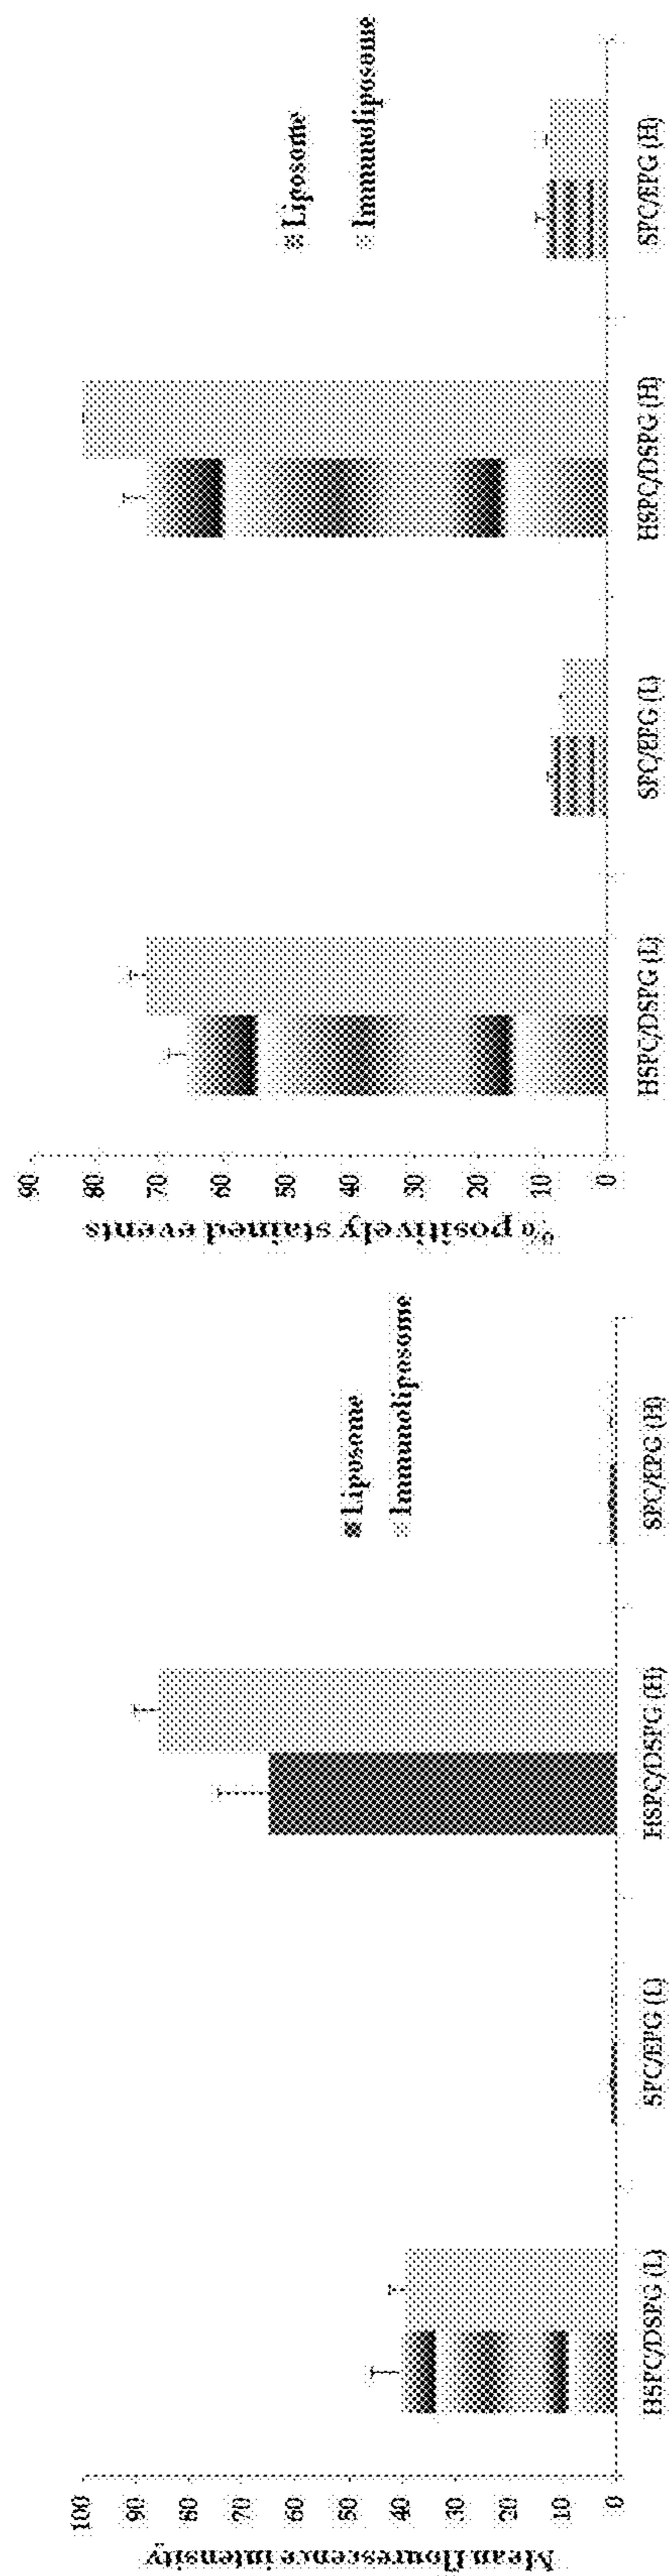 Mean flourescence intensity
100
90
80
70
60
50
40
30
20
10
0
Liposome
Immunoliposome
HSPC/DSPG (L)
SPC/EPG (L)
HSPC/DSPG (H)
SPC/EPG (H)
% positively stained events
90
80
70
60
50
40
30
20
10
0
Liposome
Immunoliposome
HSPC/DSPG (L)
SPC/EPG (L)
HSPC/DSPG (H)
SPC/EPG (H)